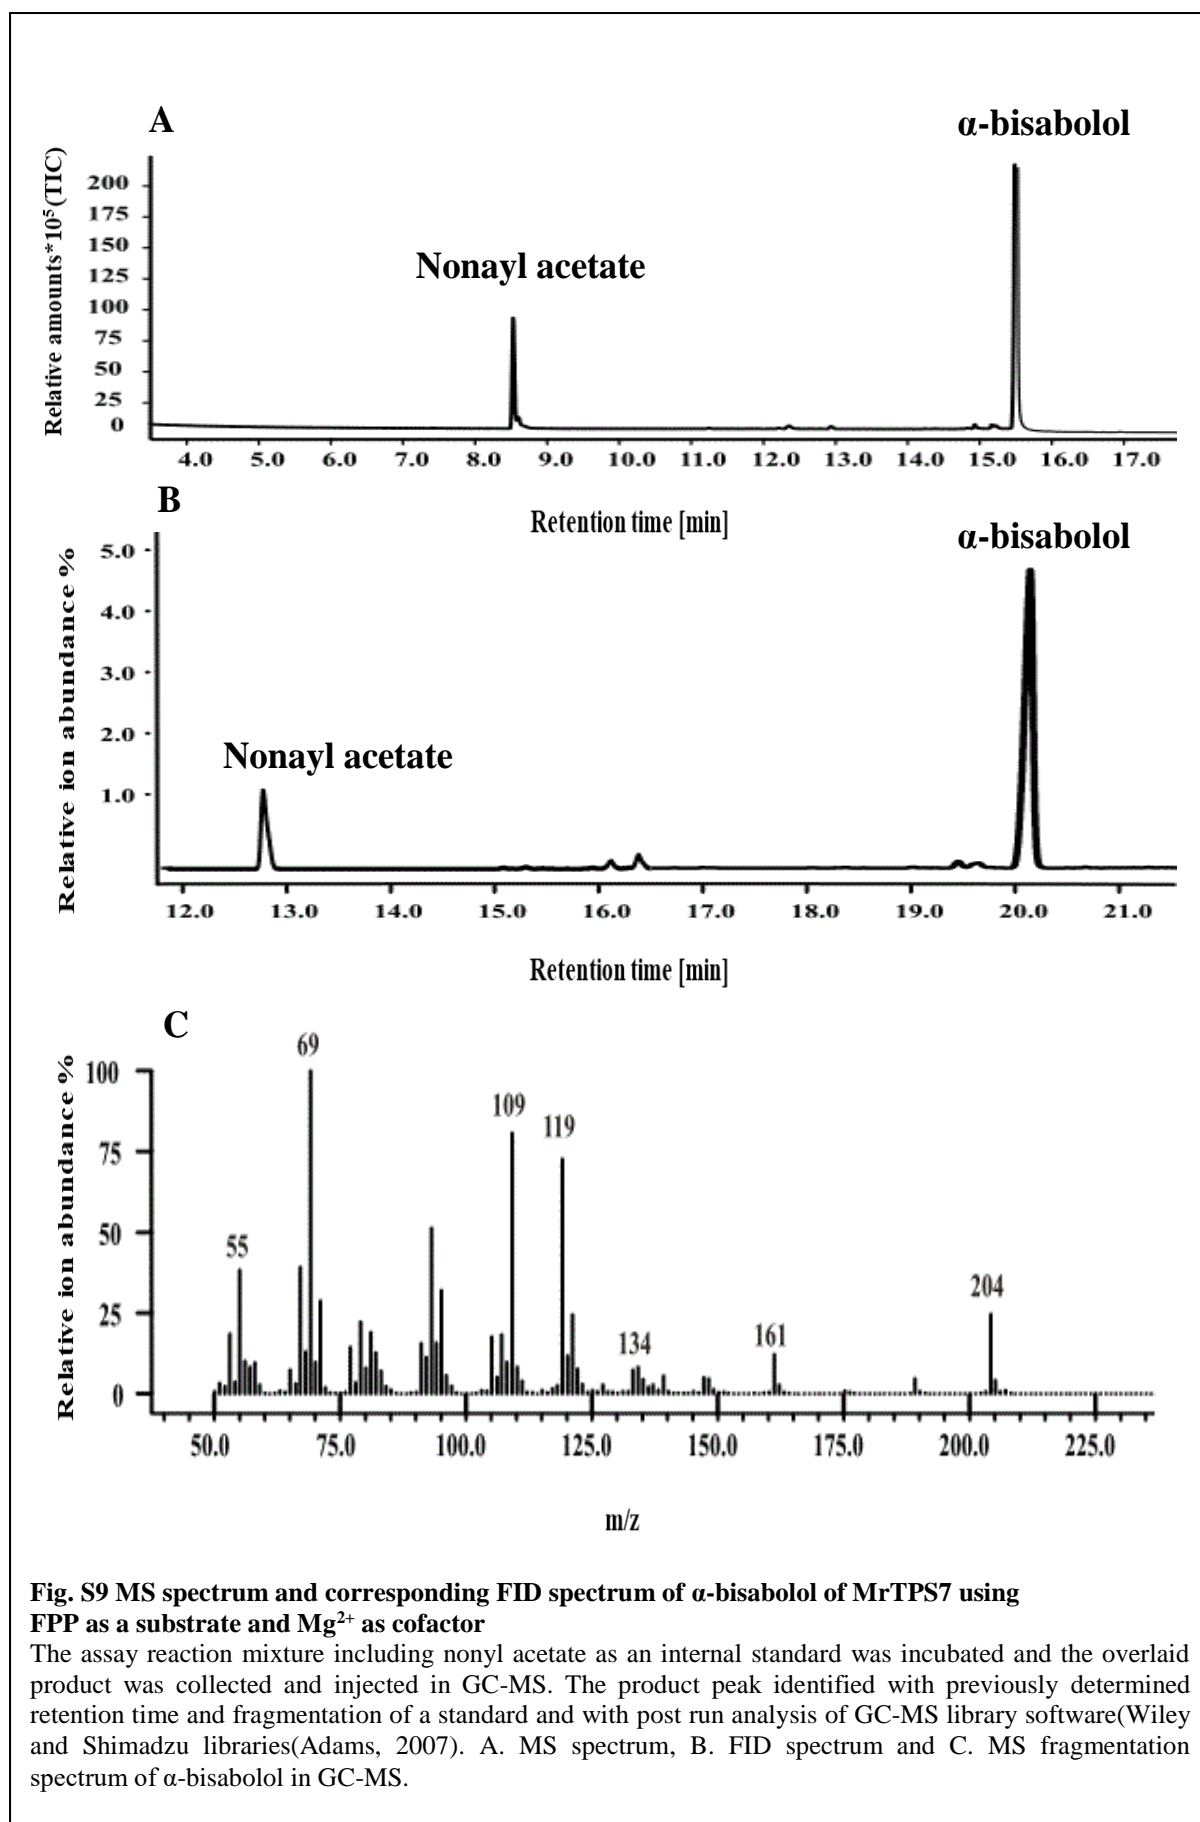 A
α-bisabolol
Relative amounts*10⁵(TIC)
200
175
150
125
100
75
50
25
0
Nonayl acetate
4.0 5.0 6.0 7.0 8.0 9.0 10.0 11.0 12.0 13.0 14.0 15.0 16.0 17.0
Retention time [min]
B
α-bisabolol
Relative ion abundance %
5.0
4.0
3.0
2.0
1.0
Nonayl acetate
12.0 13.0 14.0 15.0 16.0 17.0 18.0 19.0 20.0 21.0
Retention time [min]
C
Relative ion abundance %
100
75
50
25
0
55
69
109
119
134
161
204
50.0 75.0 100.0 125.0 150.0 175.0 200.0 225.0
m/z
Fig. S9 MS spectrum and corresponding FID spectrum of α-bisabolol of MrTPS7 using
FPP as a substrate and Mg²⁺ as cofactor
The assay reaction mixture including nonyl acetate as an internal standard was incubated and the overlaid
product was collected and injected in GC-MS. The product peak identified with previously determined
retention time and fragmentation of a standard and with post run analysis of GC-MS library software(Wiley
and Shimadzu libraries(Adams, 2007). A. MS spectrum, B. FID spectrum and C. MS fragmentation
spectrum of α-bisabolol in GC-MS.